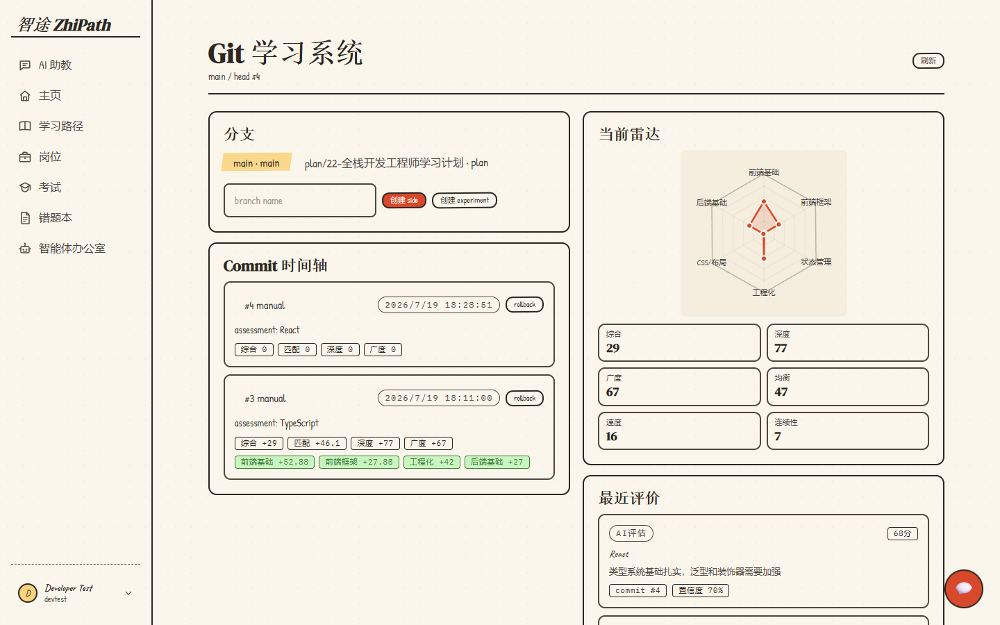 智途 ZhiPath
AI 助教
主页
学习路径
岗位
考试
错题本
智能体办公室
D
Developer Test
devtest
Git 学习系统
main / head #4
刷新
分支
main · main
plan/22-全栈开发工程师学习计划 · plan
branch name
创建 side
创建 experiment
Commit 时间轴
#4 manual
2026/7/19 18:28:51
rollback
assessment: React
综合 0
匹配 0
深度 0
广度 0
#3 manual
2026/7/19 18:11:00
rollback
assessment: TypeScript
综合 +29
匹配 +46.1
深度 +77
广度 +67
前端基础 +52.88
前端框架 +27.88
工程化 +42
后端基础 +27
当前雷达
前端基础
后端基础
前端框架
CSS/布局
状态管理
工程化
综合
29
深度
77
广度
67
均衡
47
速度
16
连续性
7
最近评价
AI评估
68分
React
类型系统基础扎实，泛型和装饰器需要加强
commit #4
置信度 70%